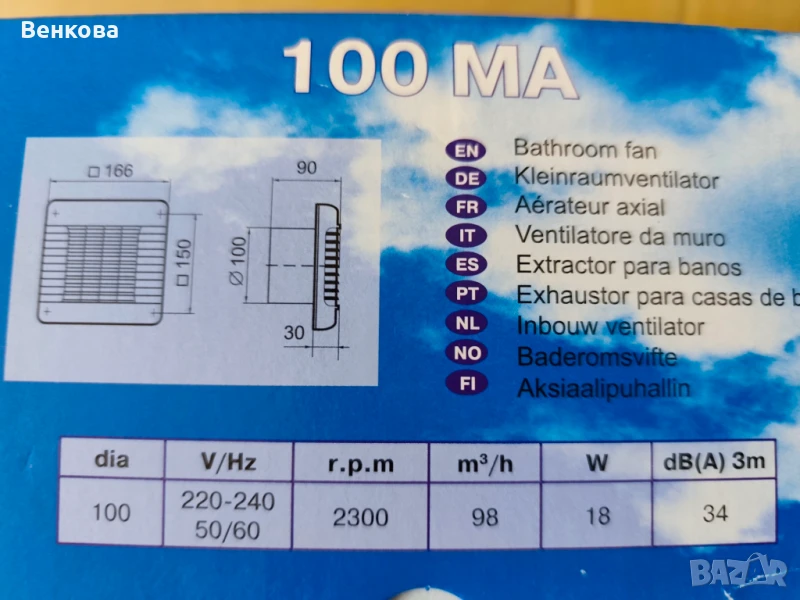 Венкова
100 MA
□ 166
90
□ 150
Ø 100
30
EN Bathroom fan
DE Kleinraumventilator
FR Aérateur axial
IT Ventilatore da muro
ES Extractor para banos
PT Exhaustor para casas de b
NL Inbouw ventilator
NO Baderomsvifte
FI Aksiaalipuhallin
dia V/Hz r.p.m m³/h W dB(A) 3m
100 220-240 2300 98 18 34
50/60
BAZAR